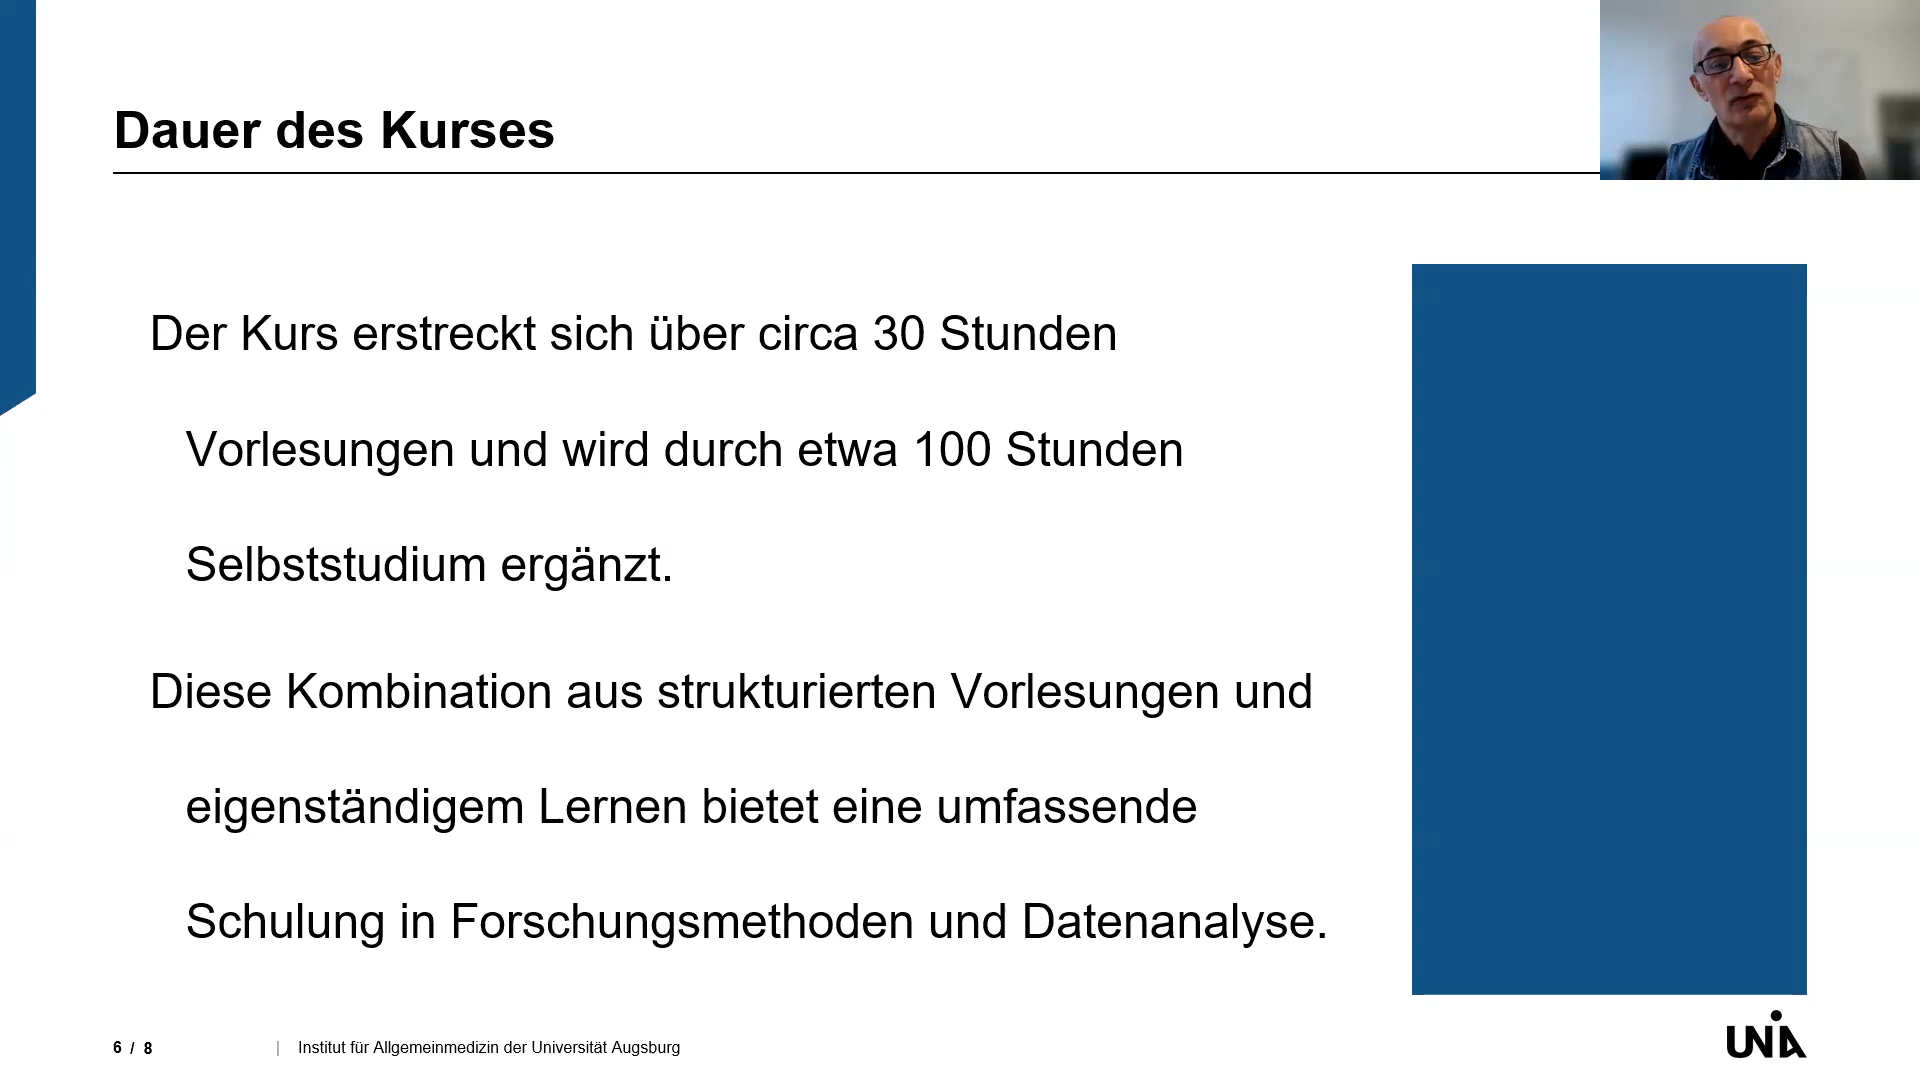 Dauer des Kurses
Der Kurs erstreckt sich über circa 30 Stunden
Vorlesungen und wird durch etwa 100 Stunden
Selbststudium ergänzt.
Diese Kombination aus strukturierten Vorlesungen und
eigenständigem Lernen bietet eine umfassende
Schulung in Forschungsmethoden und Datenanalyse.
6 / 8 | Institut für Allgemeinmedizin der Universität Augsburg
UNIA